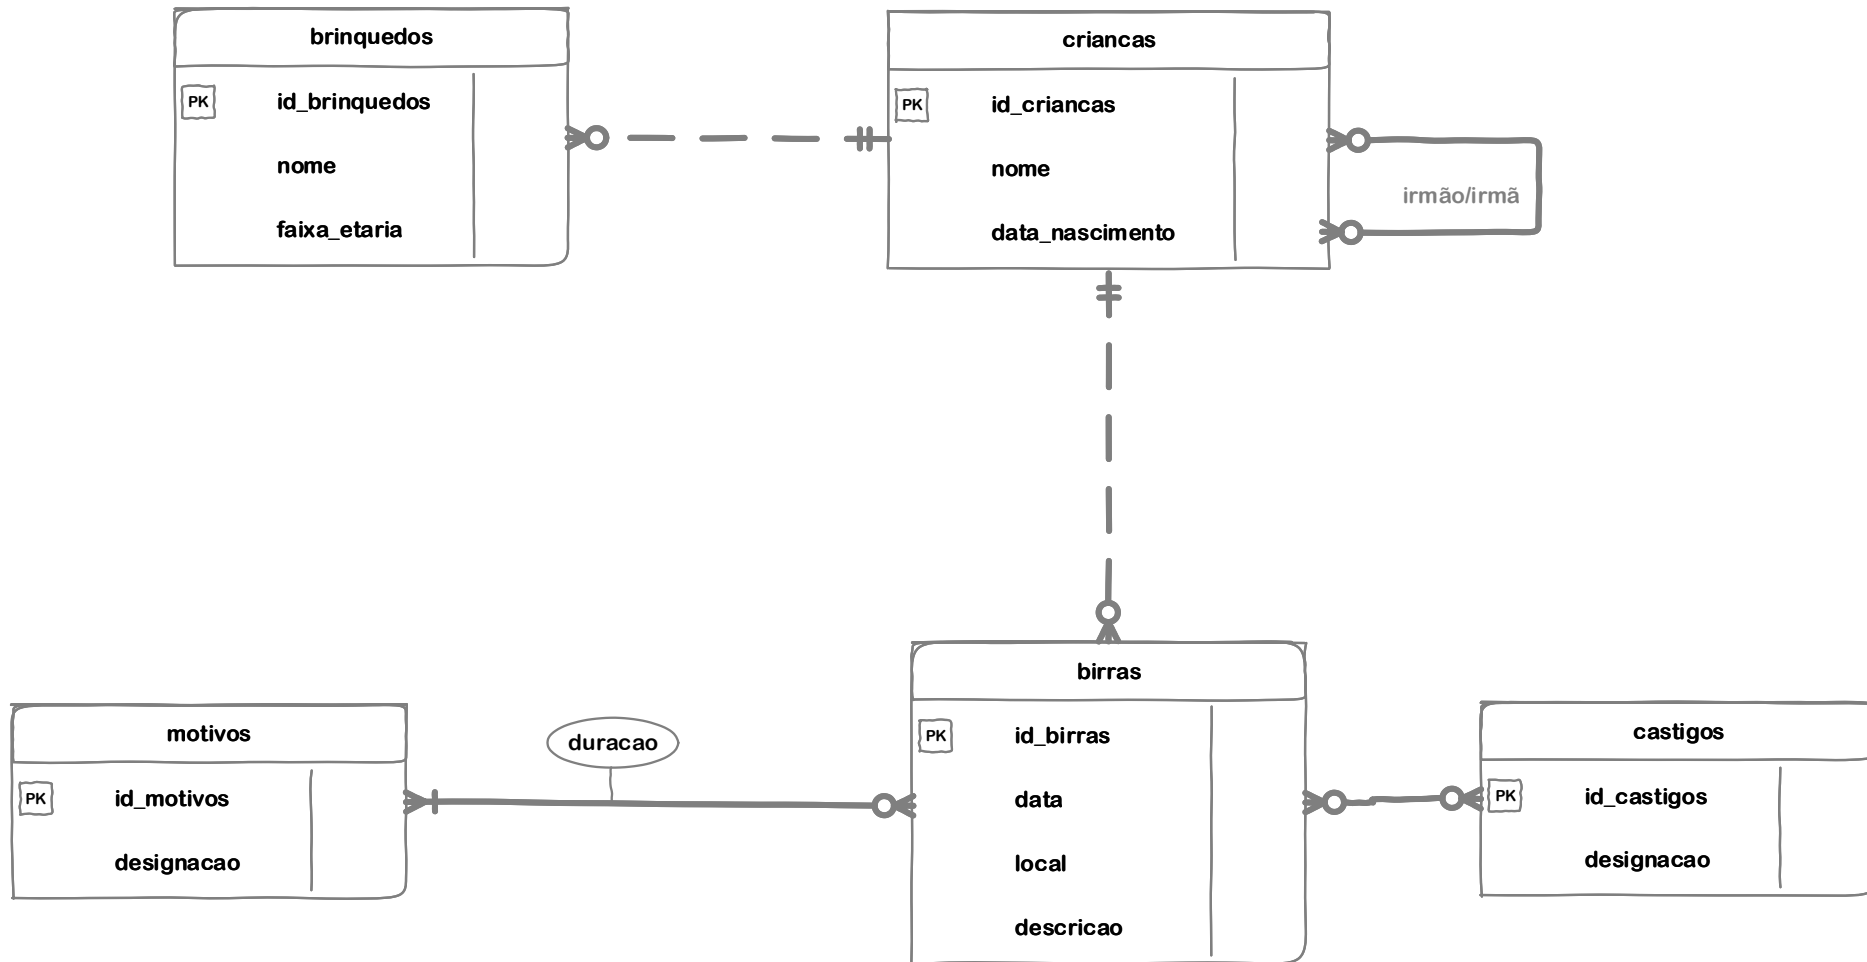 brinquedos
PK id_brinquedos
nome
faixa_etaria
criancas
PK id_criancas
nome
data_nascimento
irmão/irmã
motivos
PK id_motivos
designacao
duracao
birras
PK id_birras
data
local
descricao
castigos
PK id_castigos
designacao